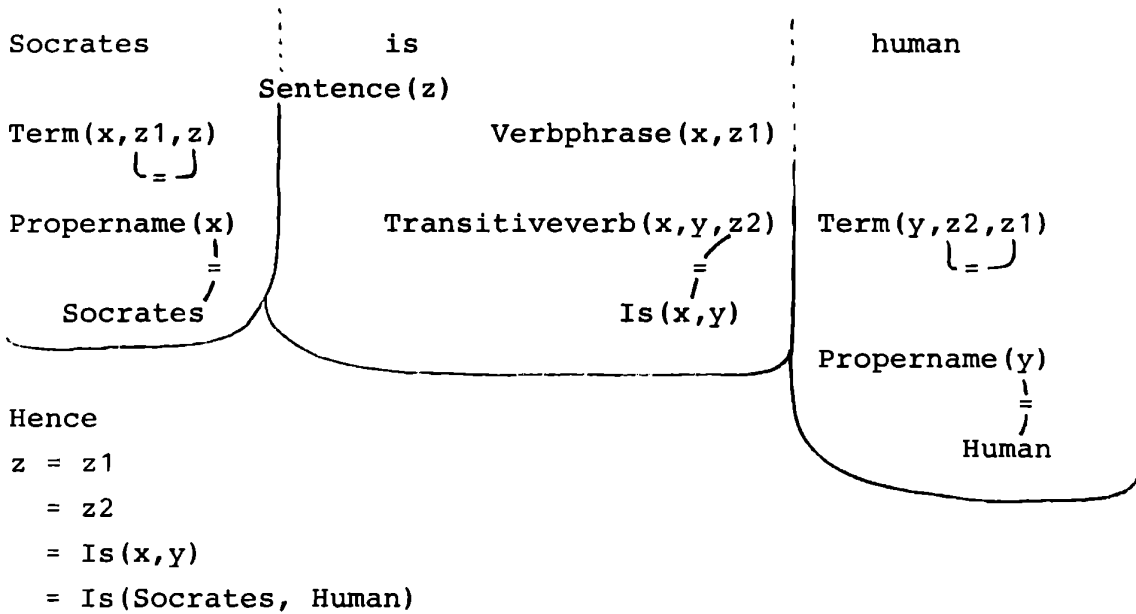 Socrates is human
Sentence(z)
Term(x,z1,z) Verbphrase(x,z1)
=
Propername(x) Transitiveverb(x,y,z2) Term(y,z2,z1)
= = =
Socrates Is(x,y)
Propername(y)
=
Human
Hence
z = z1
= z2
= Is(x,y)
= Is(Socrates, Human)